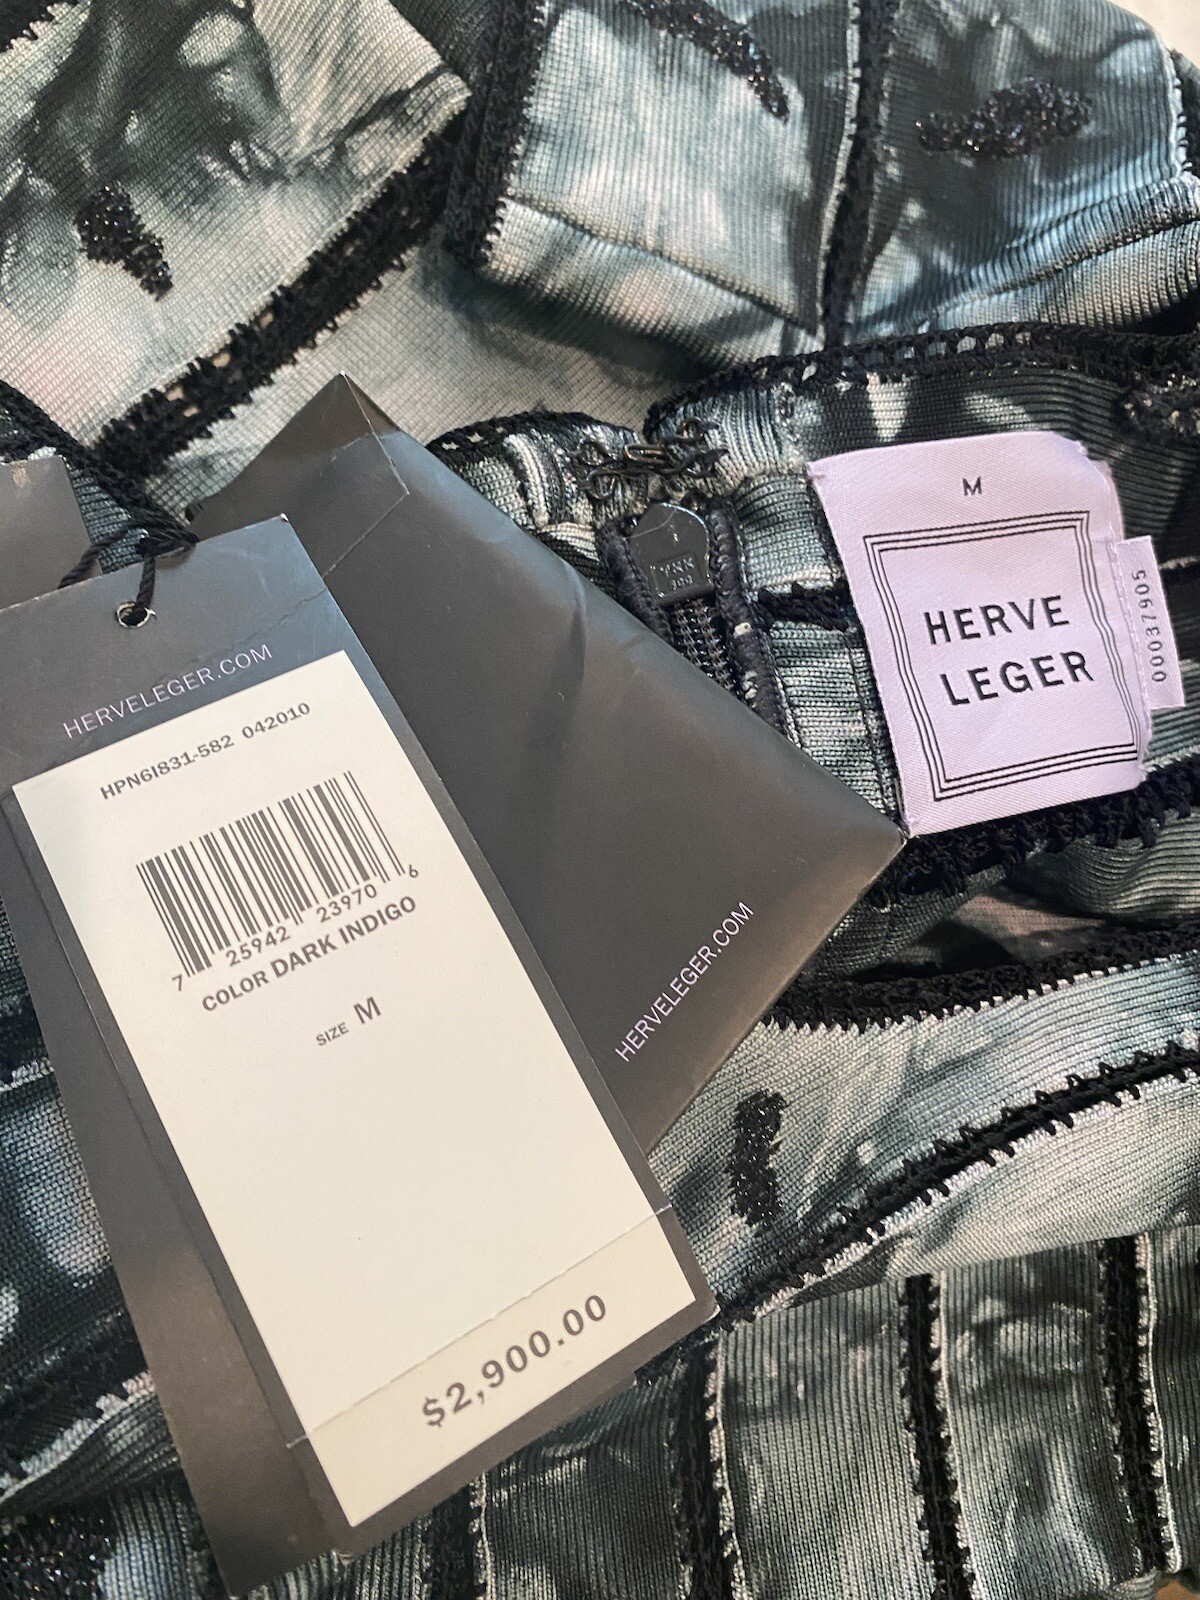 HERVELEGER.COM
HPN6I831-582 042010
7 25942 23970 6
COLOR DARK INDIGO
SIZE M
$2,900.00
HERVELEGER.COM
M
HERVE
LEGER
00037905